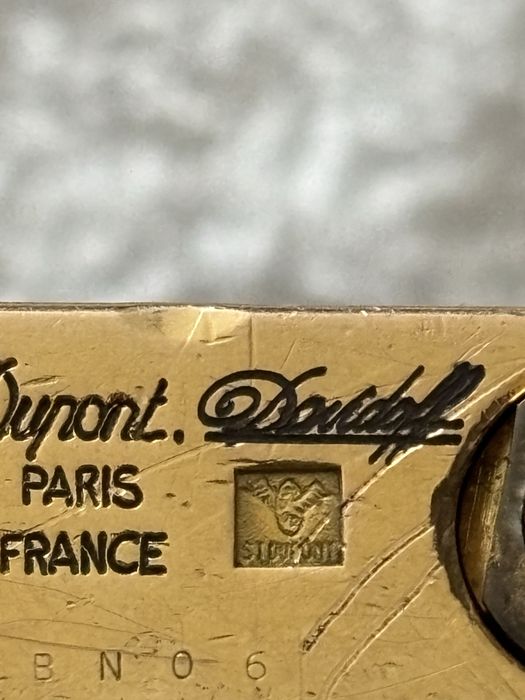 Dupont. Davidoff
PARIS
FRANCE
BN06